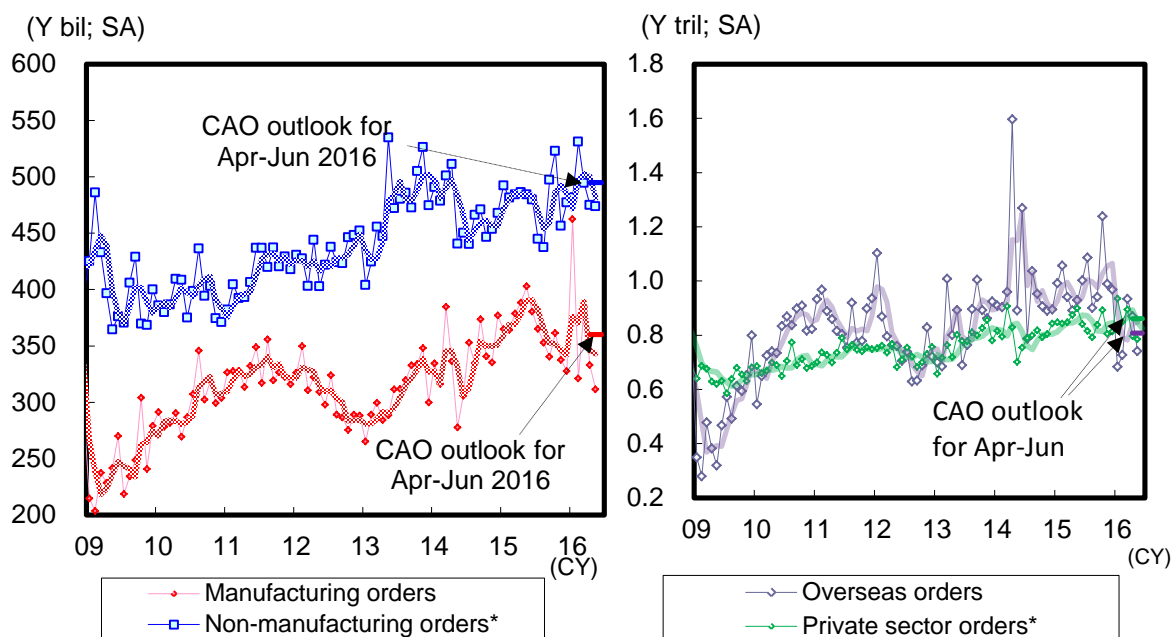 (Y bil; SA)
600
550
500
450
400
350
300
250
200
CAO outlook for
Apr-Jun 2016
CAO outlook for
Apr-Jun 2016
09 10 11 12 13 14 15 16
(CY)
Manufacturing orders
Non-manufacturing orders*
(Y tril; SA)
1.8
1.6
1.4
1.2
1.0
0.8
0.6
0.4
0.2
CAO outlook
for Apr-Jun
09 10 11 12 13 14 15 16
(CY)
Overseas orders
Private sector orders*